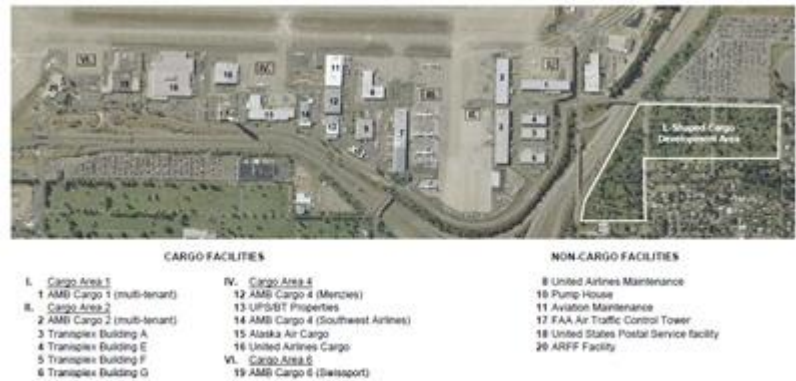 L-Shaped Cargo
Development Area
CARGO FACILITIES
I. Cargo Area 1
1 AMB Cargo 1 (multi-tenant)
II. Cargo Area 2
2 AMB Cargo 2 (multi-tenant)
3 Transiplex Building A
4 Transiplex Building E
5 Transiplex Building F
6 Transiplex Building G
IV. Cargo Area 4
12 AMB Cargo 4 (Menzies)
13 UPS/BT Properties
14 AMB Cargo 4 (Southwest Airlines)
15 Alaska Air Cargo
16 United Airlines Cargo
VI. Cargo Area 6
19 AMB Cargo 6 (Swissport)
NON-CARGO FACILITIES
8 United Airlines Maintenance
10 Pump House
11 Aviation Maintenance
17 FAA Air Traffic Control Tower
18 United States Postal Service facility
20 ARFF Facility